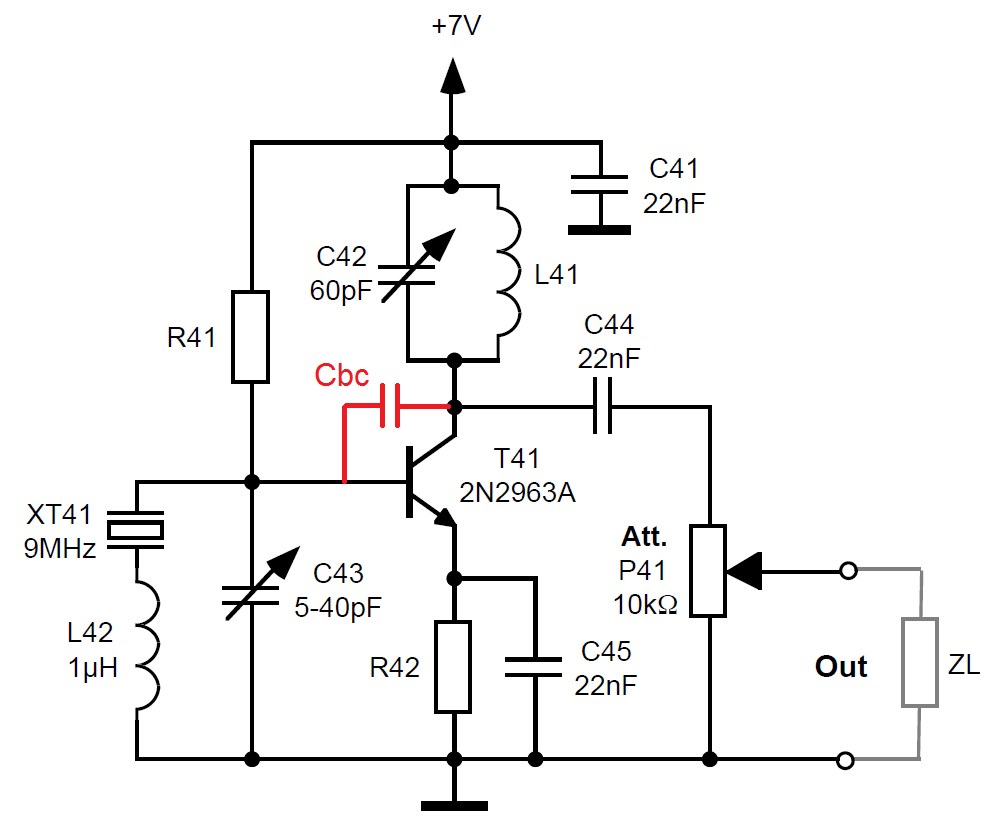 +7V
C41
22nF
C42
60pF
L41
R41
C44
22nF
Cbc
T41
2N2963A
XT41
9MHz
Att.
P41
10kΩ
C43
5-40pF
L42
1µH
R42
C45
22nF
Out
ZL